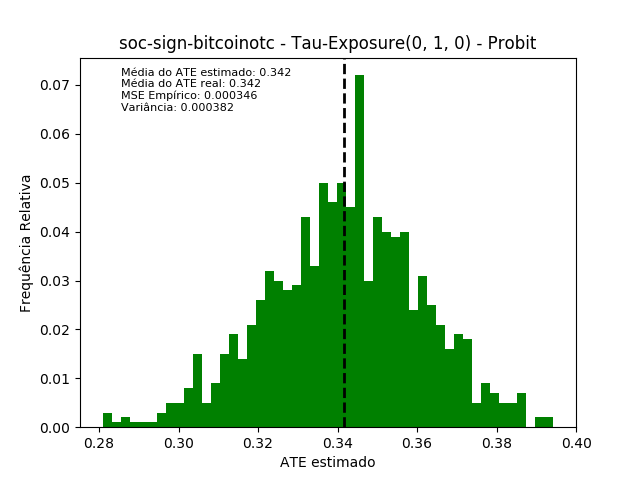 soc-sign-bitcoinotc - Tau-Exposure(0, 1, 0) - Probit
Média do ATE estimado: 0.342
Média do ATE real: 0.342
MSE Empírico: 0.000346
Variância: 0.000382
0.07
0.06
0.05
0.04
0.03
0.02
0.01
0.00
Frequência Relativa
0.28 0.30 0.32 0.34 0.36 0.38 0.40
ATE estimado